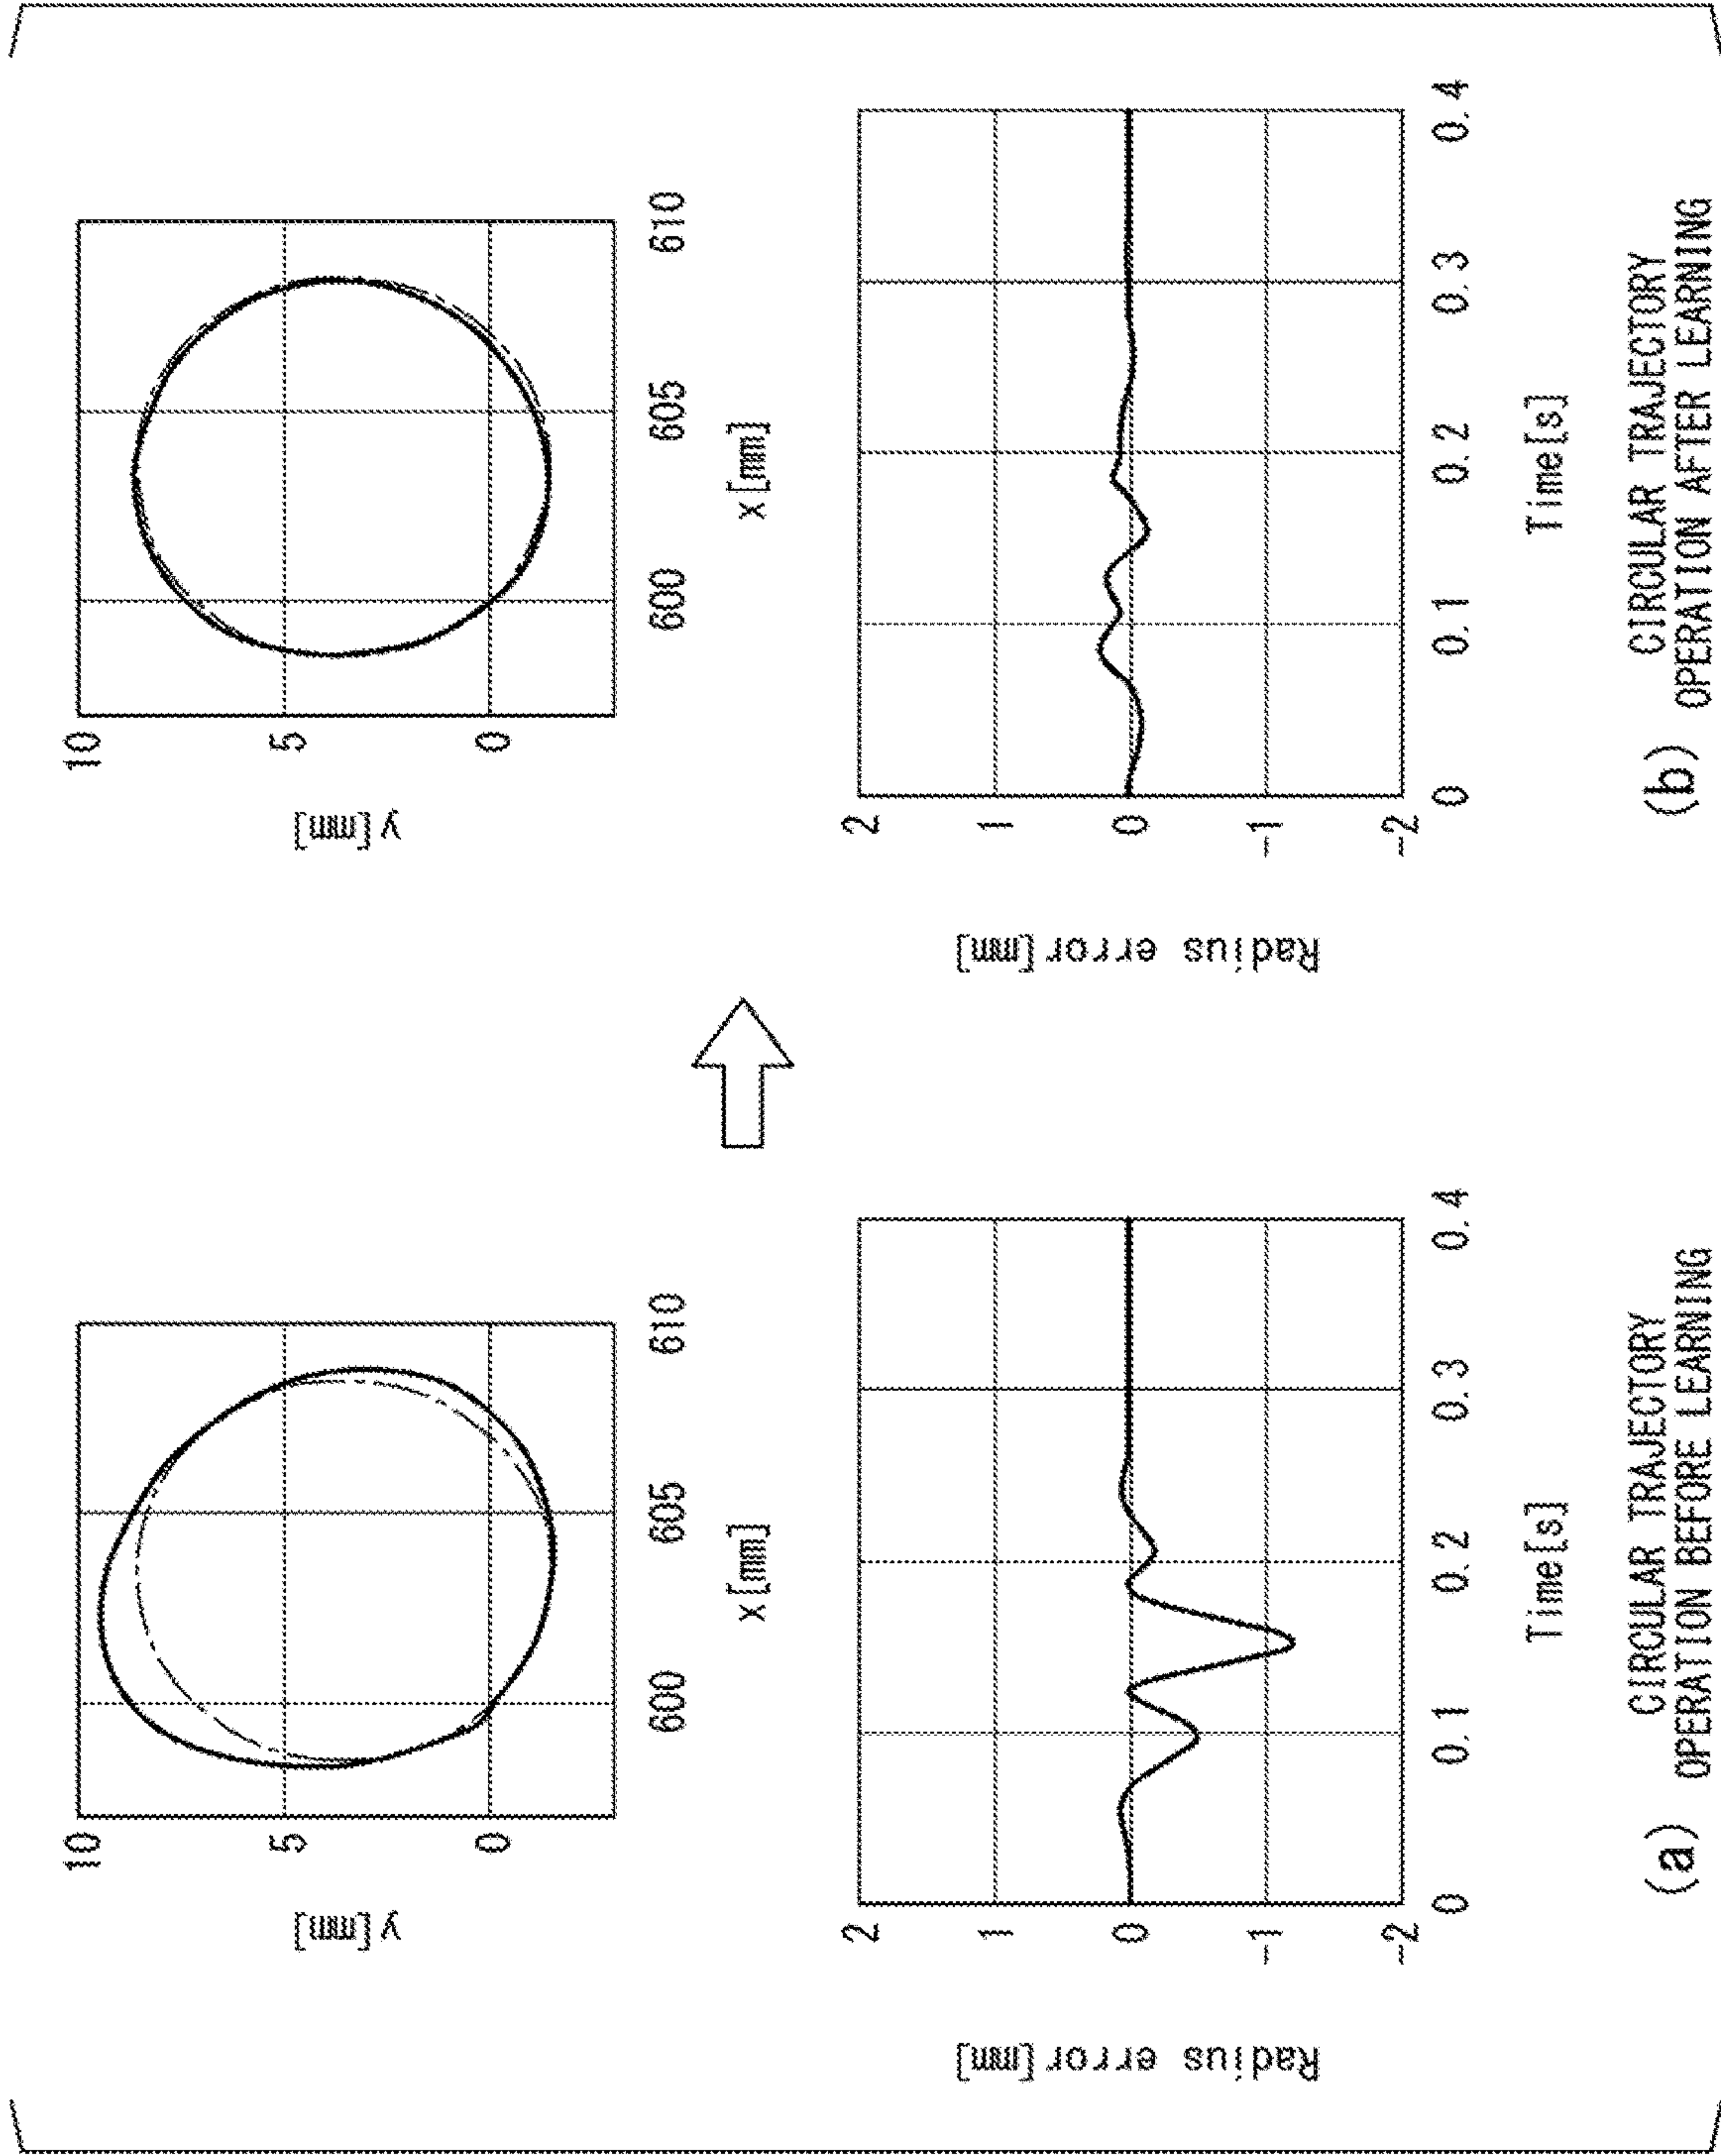 10
5
0
y[mm]
600
605
610
x[mm]
2
1
0
-1
-2
Radius error[mm]
0
0.1
0.2
0.3
0.4
Time[s]
CIRCULAR TRAJECTORY
(a) OPERATION BEFORE LEARNING
10
5
0
y[mm]
600
605
610
x[mm]
2
1
0
-1
-2
Radius error[mm]
0
0.1
0.2
0.3
0.4
Time[s]
CIRCULAR TRAJECTORY
(b) OPERATION AFTER LEARNING